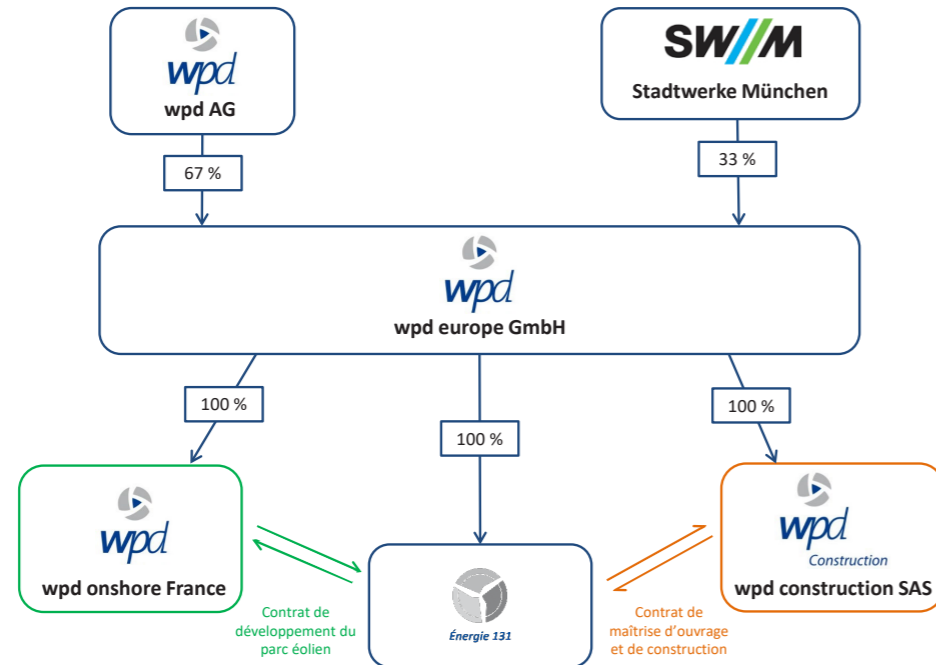 wpd
wpd AG
SW//M
Stadtwerke München
67 %
33 %
wpd
wpd europe GmbH
100 %
100 %
100 %
wpd
wpd onshore France
Contrat de
développement du
parc éolien
Énergie 131
Contrat de
maîtrise d'ouvrage
et de construction
wpd
Construction
wpd construction SAS